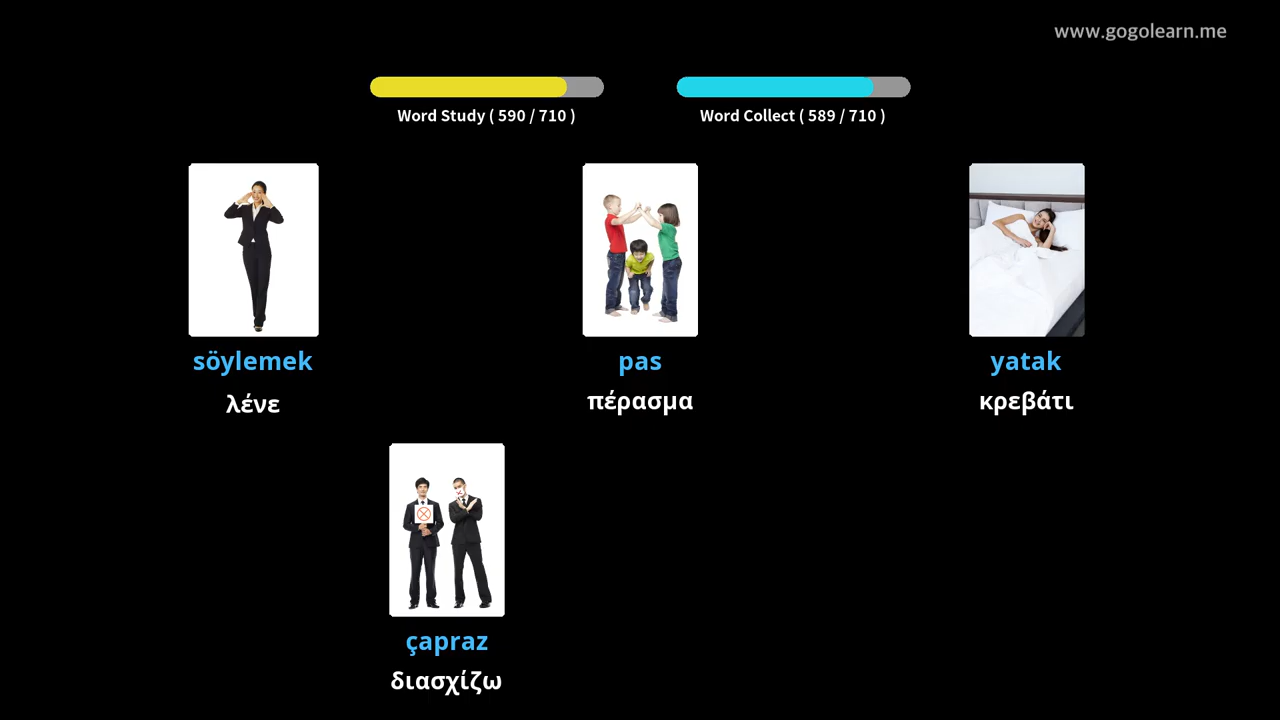 www.gogolearn.me
Word Study ( 590 / 710 )
Word Collect ( 589 / 710 )
söylemek
λένε
pas
πέρασμα
yatak
κρεβάτι
çapraz
διασχίζω